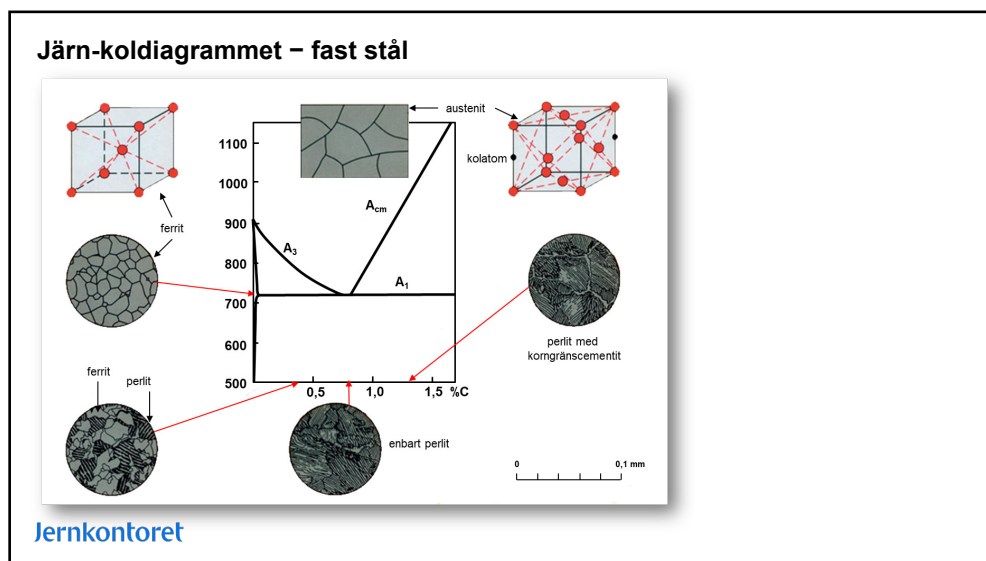 Järn-koldiagrammet – fast stål
austenit
kolatom
1100
1000
900
800
700
600
500
A₃
Acm
A₁
0,5
1,0
1,5
%C
ferrit
perlit med
korngränscementit
ferrit
perlit
enbart perlit
0
0,1 mm
Jernkontoret